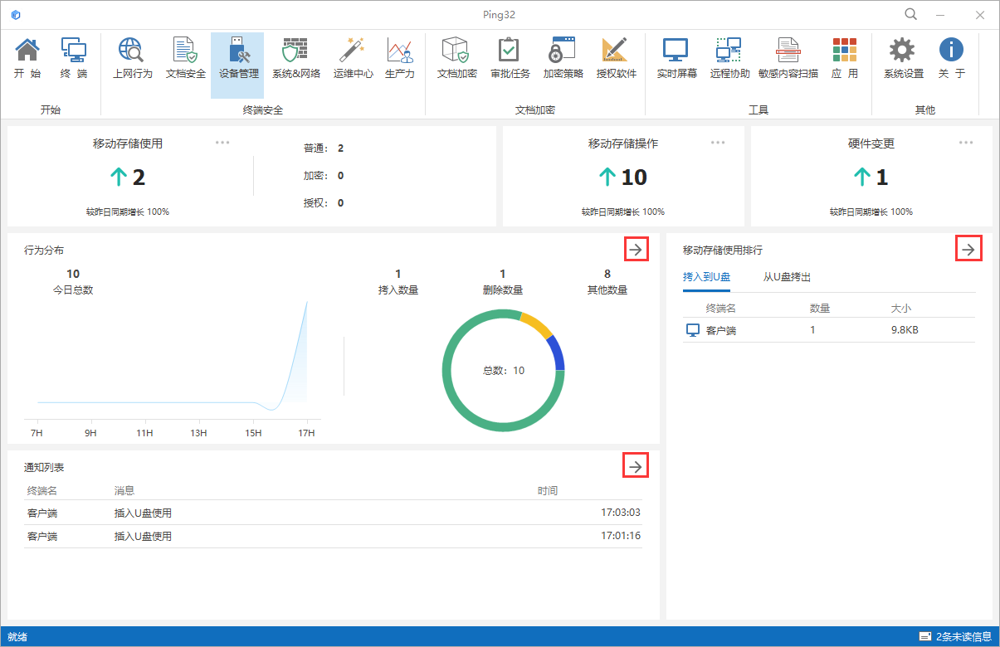 Ping32
开 始
终 端
上网行为
文档安全
设备管理
系统&网络
运维中心
生产力
文档加密
审批任务
加密策略
授权软件
实时屏幕
远程协助
敏感内容扫描
应 用
系统设置
关 于
开始
终端安全
文档加密
工具
其他
移动存储使用
2
较昨日同期增长 100%
普通: 2
加密: 0
授权: 0
移动存储操作
10
较昨日同期增长 100%
硬件变更
1
较昨日同期增长 100%
行为分布
10
今日总数
1
拷入数量
1
删除数量
8
其他数量
总数: 10
7H 9H 11H 13H 15H 17H
移动存储使用排行
拷入到U盘 从U盘拷出
终端名 数量 大小
客户端 1 9.8KB
通知列表
终端名 消息 时间
客户端 插入U盘使用 17:03:03
客户端 插入U盘使用 17:01:16
就绪
2条未读信息